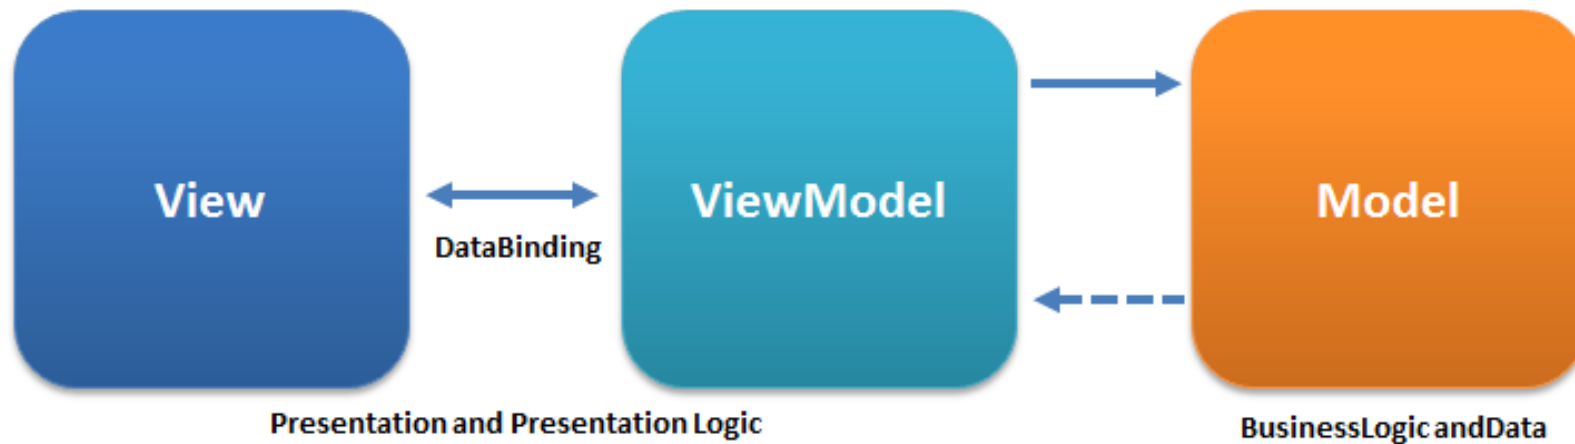 View
ViewModel
Model
DataBinding
Presentation and Presentation Logic
BusinessLogic andData